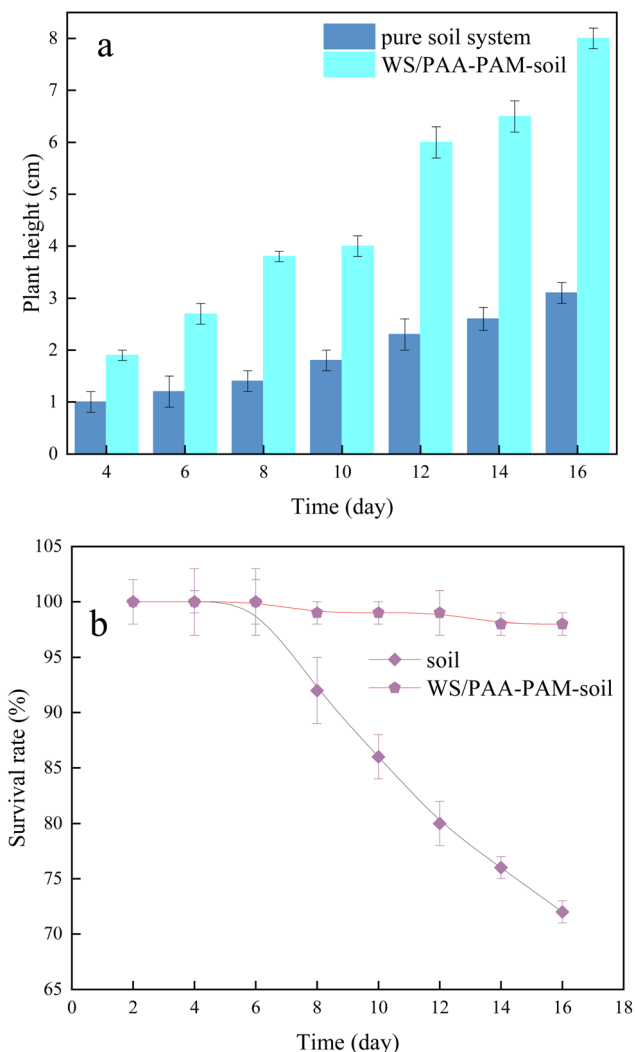 a
pure soil system
WS/PAA-PAM-soil
8
7
6
5
4
3
2
1
0
Plant height (cm)
4 6 8 10 12 14 16
Time (day)
b
105
100
95
90
85
80
75
70
65
Survival rate (%)
soil
WS/PAA-PAM-soil
0 2 4 6 8 10 12 14 16 18
Time (day)